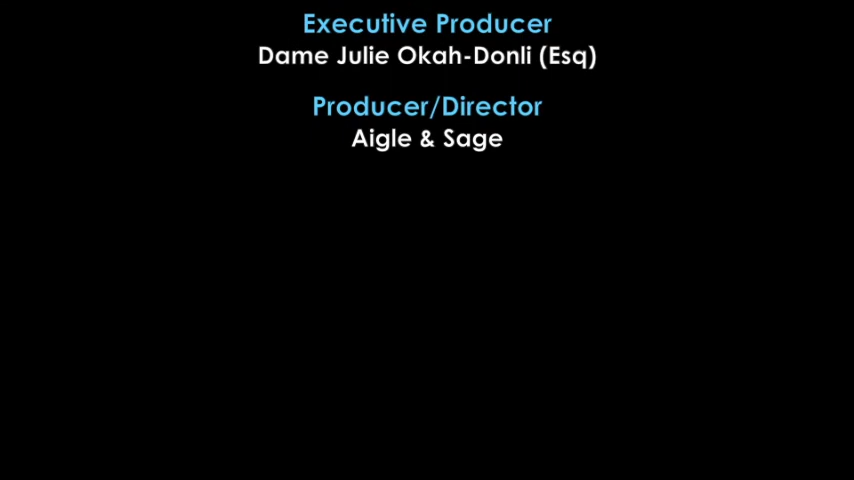 Executive Producer
Dame Julie Okah-Donli (Esq)
Producer/Director
Aigle & Sage